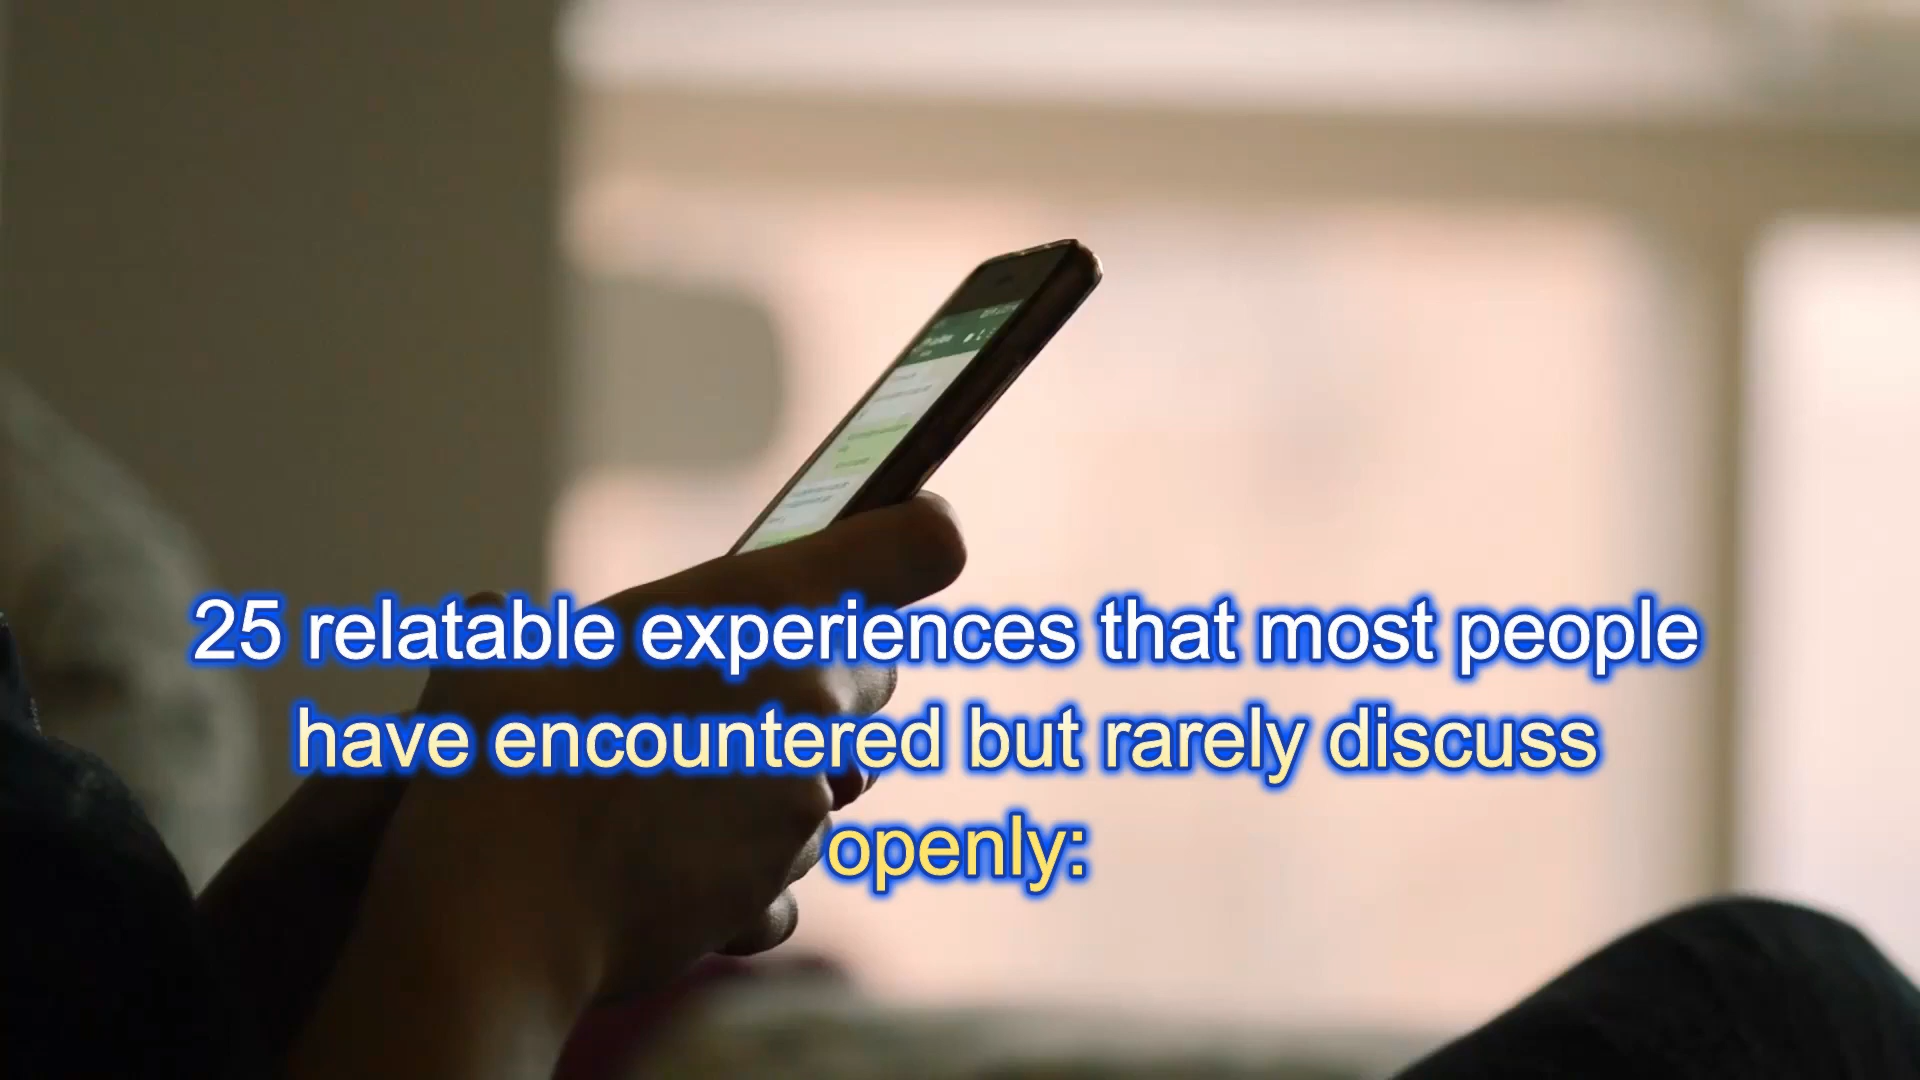 25 relatable experiences that most people
have encountered but rarely discuss
openly: